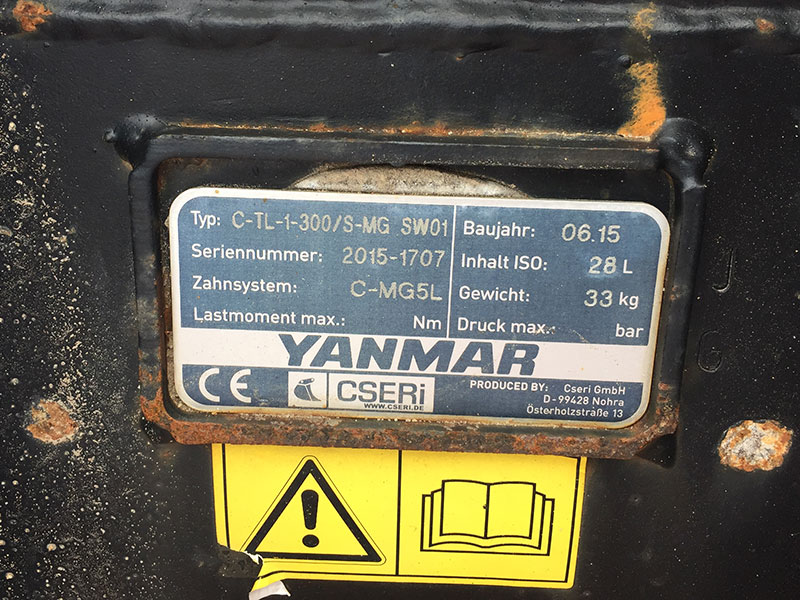 Typ: C-TL-1-300/S-MG SW01
Seriennummer: 2015-1707
Zahnsystem: C-MG5L
Lastmoment max.: Nm
Baujahr: 06.15
Inhalt ISO: 28 L
Gewicht: 33 kg
Druck max.: bar
YANMAR
CE
CSERi
WWW.CSERI.DE
PRODUCED BY: Cseri GmbH
D-99428 Nohra
Österholzstraße 13
J
G